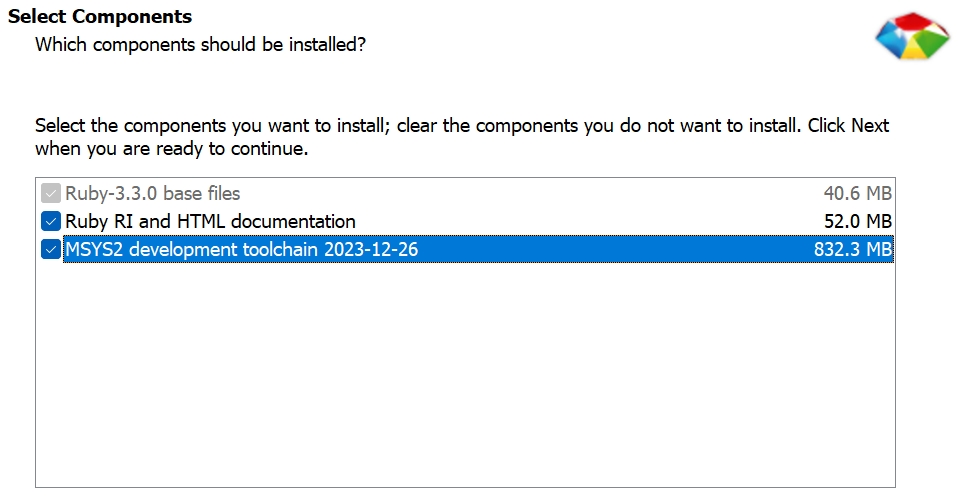 Select Components
Which components should be installed?
Select the components you want to install; clear the components you do not want to install. Click Next
when you are ready to continue.
Ruby-3.3.0 base files 40.6 MB
Ruby RI and HTML documentation 52.0 MB
MSYS2 development toolchain 2023-12-26 832.3 MB